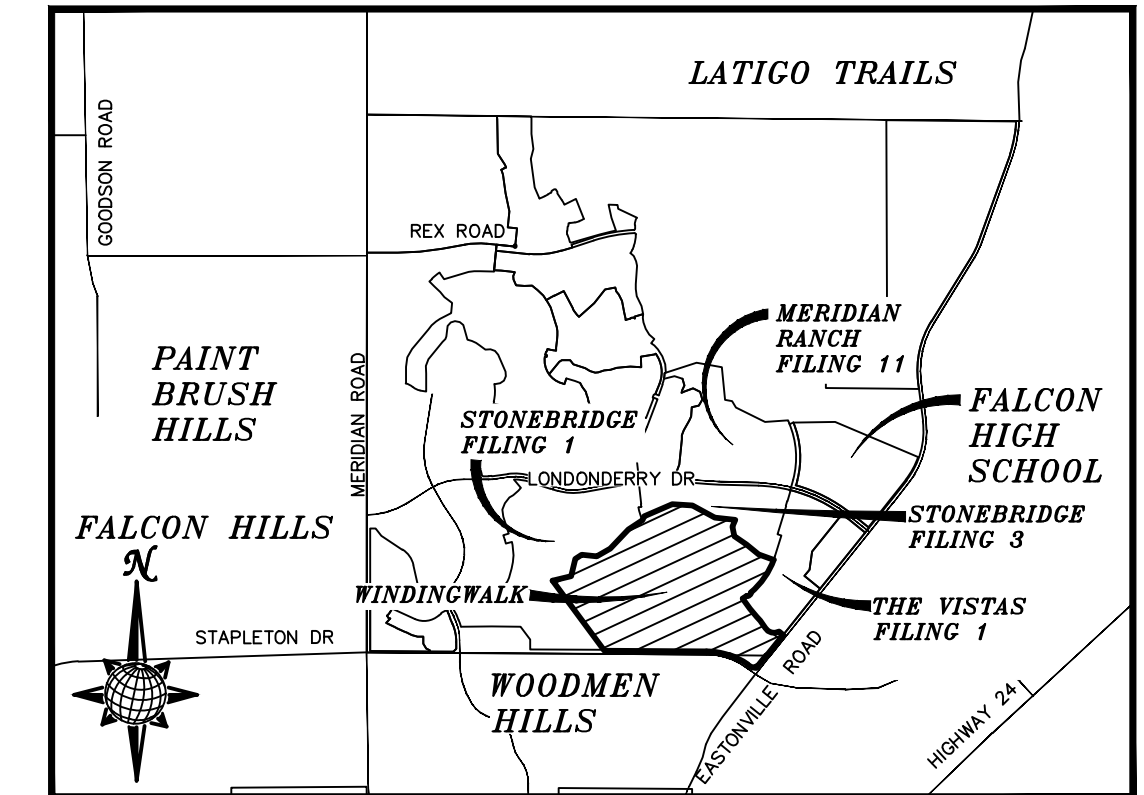 LATIGO TRAILS
GOODSON ROAD
REX ROAD
MERIDIAN
RANCH
FILING 11
PAINT
BRUSH
HILLS
MERIDIAN ROAD
STONEBRIDGE
FILING 1
FALCON
HIGH
SCHOOL
LONDONDERRY DR
FALCON HILLS
N
STONEBRIDGE
FILING 3
WINDINGWALK
THE VISTAS
FILING 1
STAPLETON DR
WOODMEN
HILLS
EASTONVILLE ROAD
HIGHWAY 24